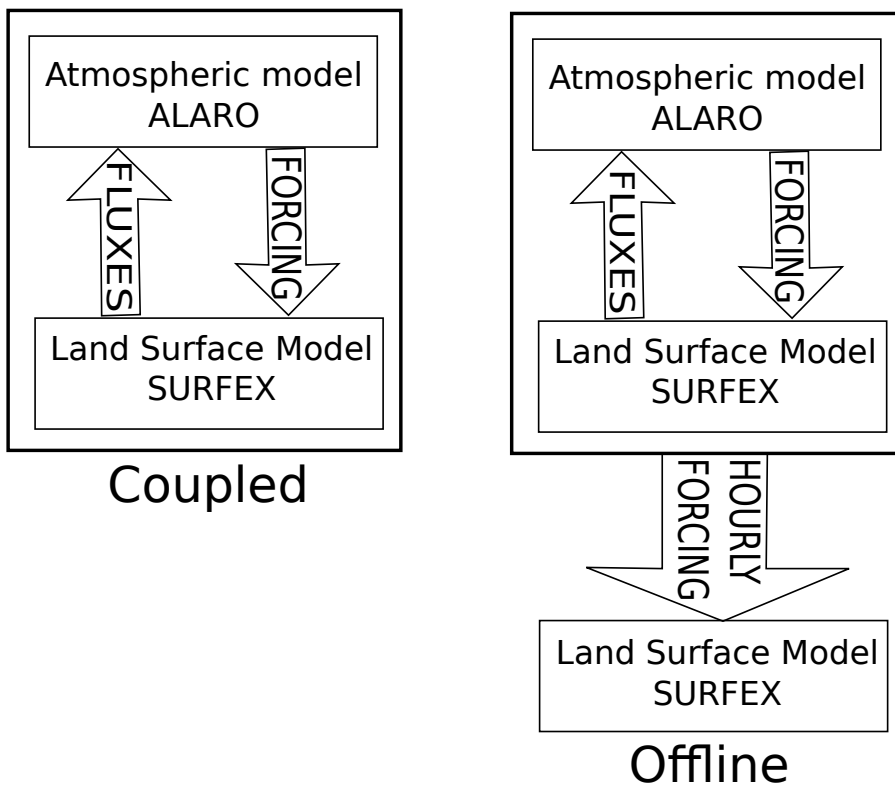 Atmospheric model
ALARO
FLUXES
FORCING
Land Surface Model
SURFEX
Coupled
Atmospheric model
ALARO
FLUXES
FORCING
Land Surface Model
SURFEX
HOURLY
FORCING
Land Surface Model
SURFEX
Offline